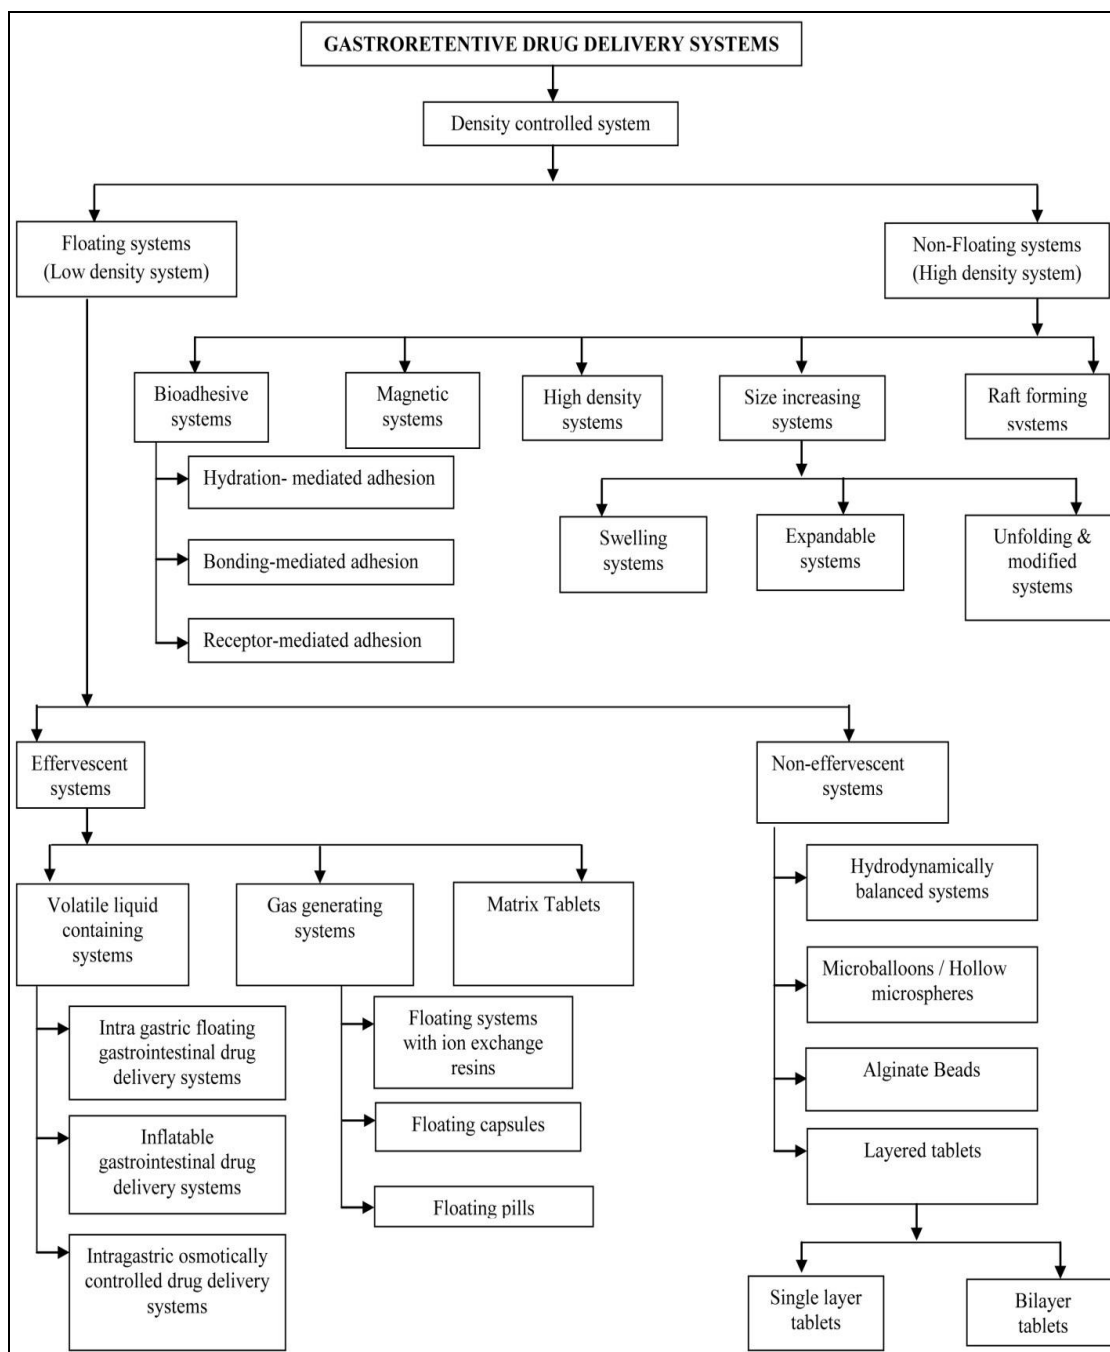 GASTRORETENTIVE DRUG DELIVERY SYSTEMS
Density controlled system
Floating systems
(Low density system)
Non-Floating systems
(High density system)
Bioadhesive
systems
Magnetic
systems
High density
systems
Size increasing
systems
Raft forming
systems
Hydration- mediated adhesion
Bonding-mediated adhesion
Receptor-mediated adhesion
Swelling
systems
Expandable
systems
Unfolding &
modified
systems
Effervescent
systems
Non-effervescent
systems
Volatile liquid
containing
systems
Gas generating
systems
Matrix Tablets
Intra gastric floating
gastrointestinal drug
delivery systems
Inflatable
gastrointestinal drug
delivery systems
Intragastric osmotically
controlled drug delivery
systems
Floating systems
with ion exchange
resins
Floating capsules
Floating pills
Hydrodynamically
balanced systems
Microballoons / Hollow
microspheres
Alginate Beads
Layered tablets
Single layer
tablets
Bilayer
tablets